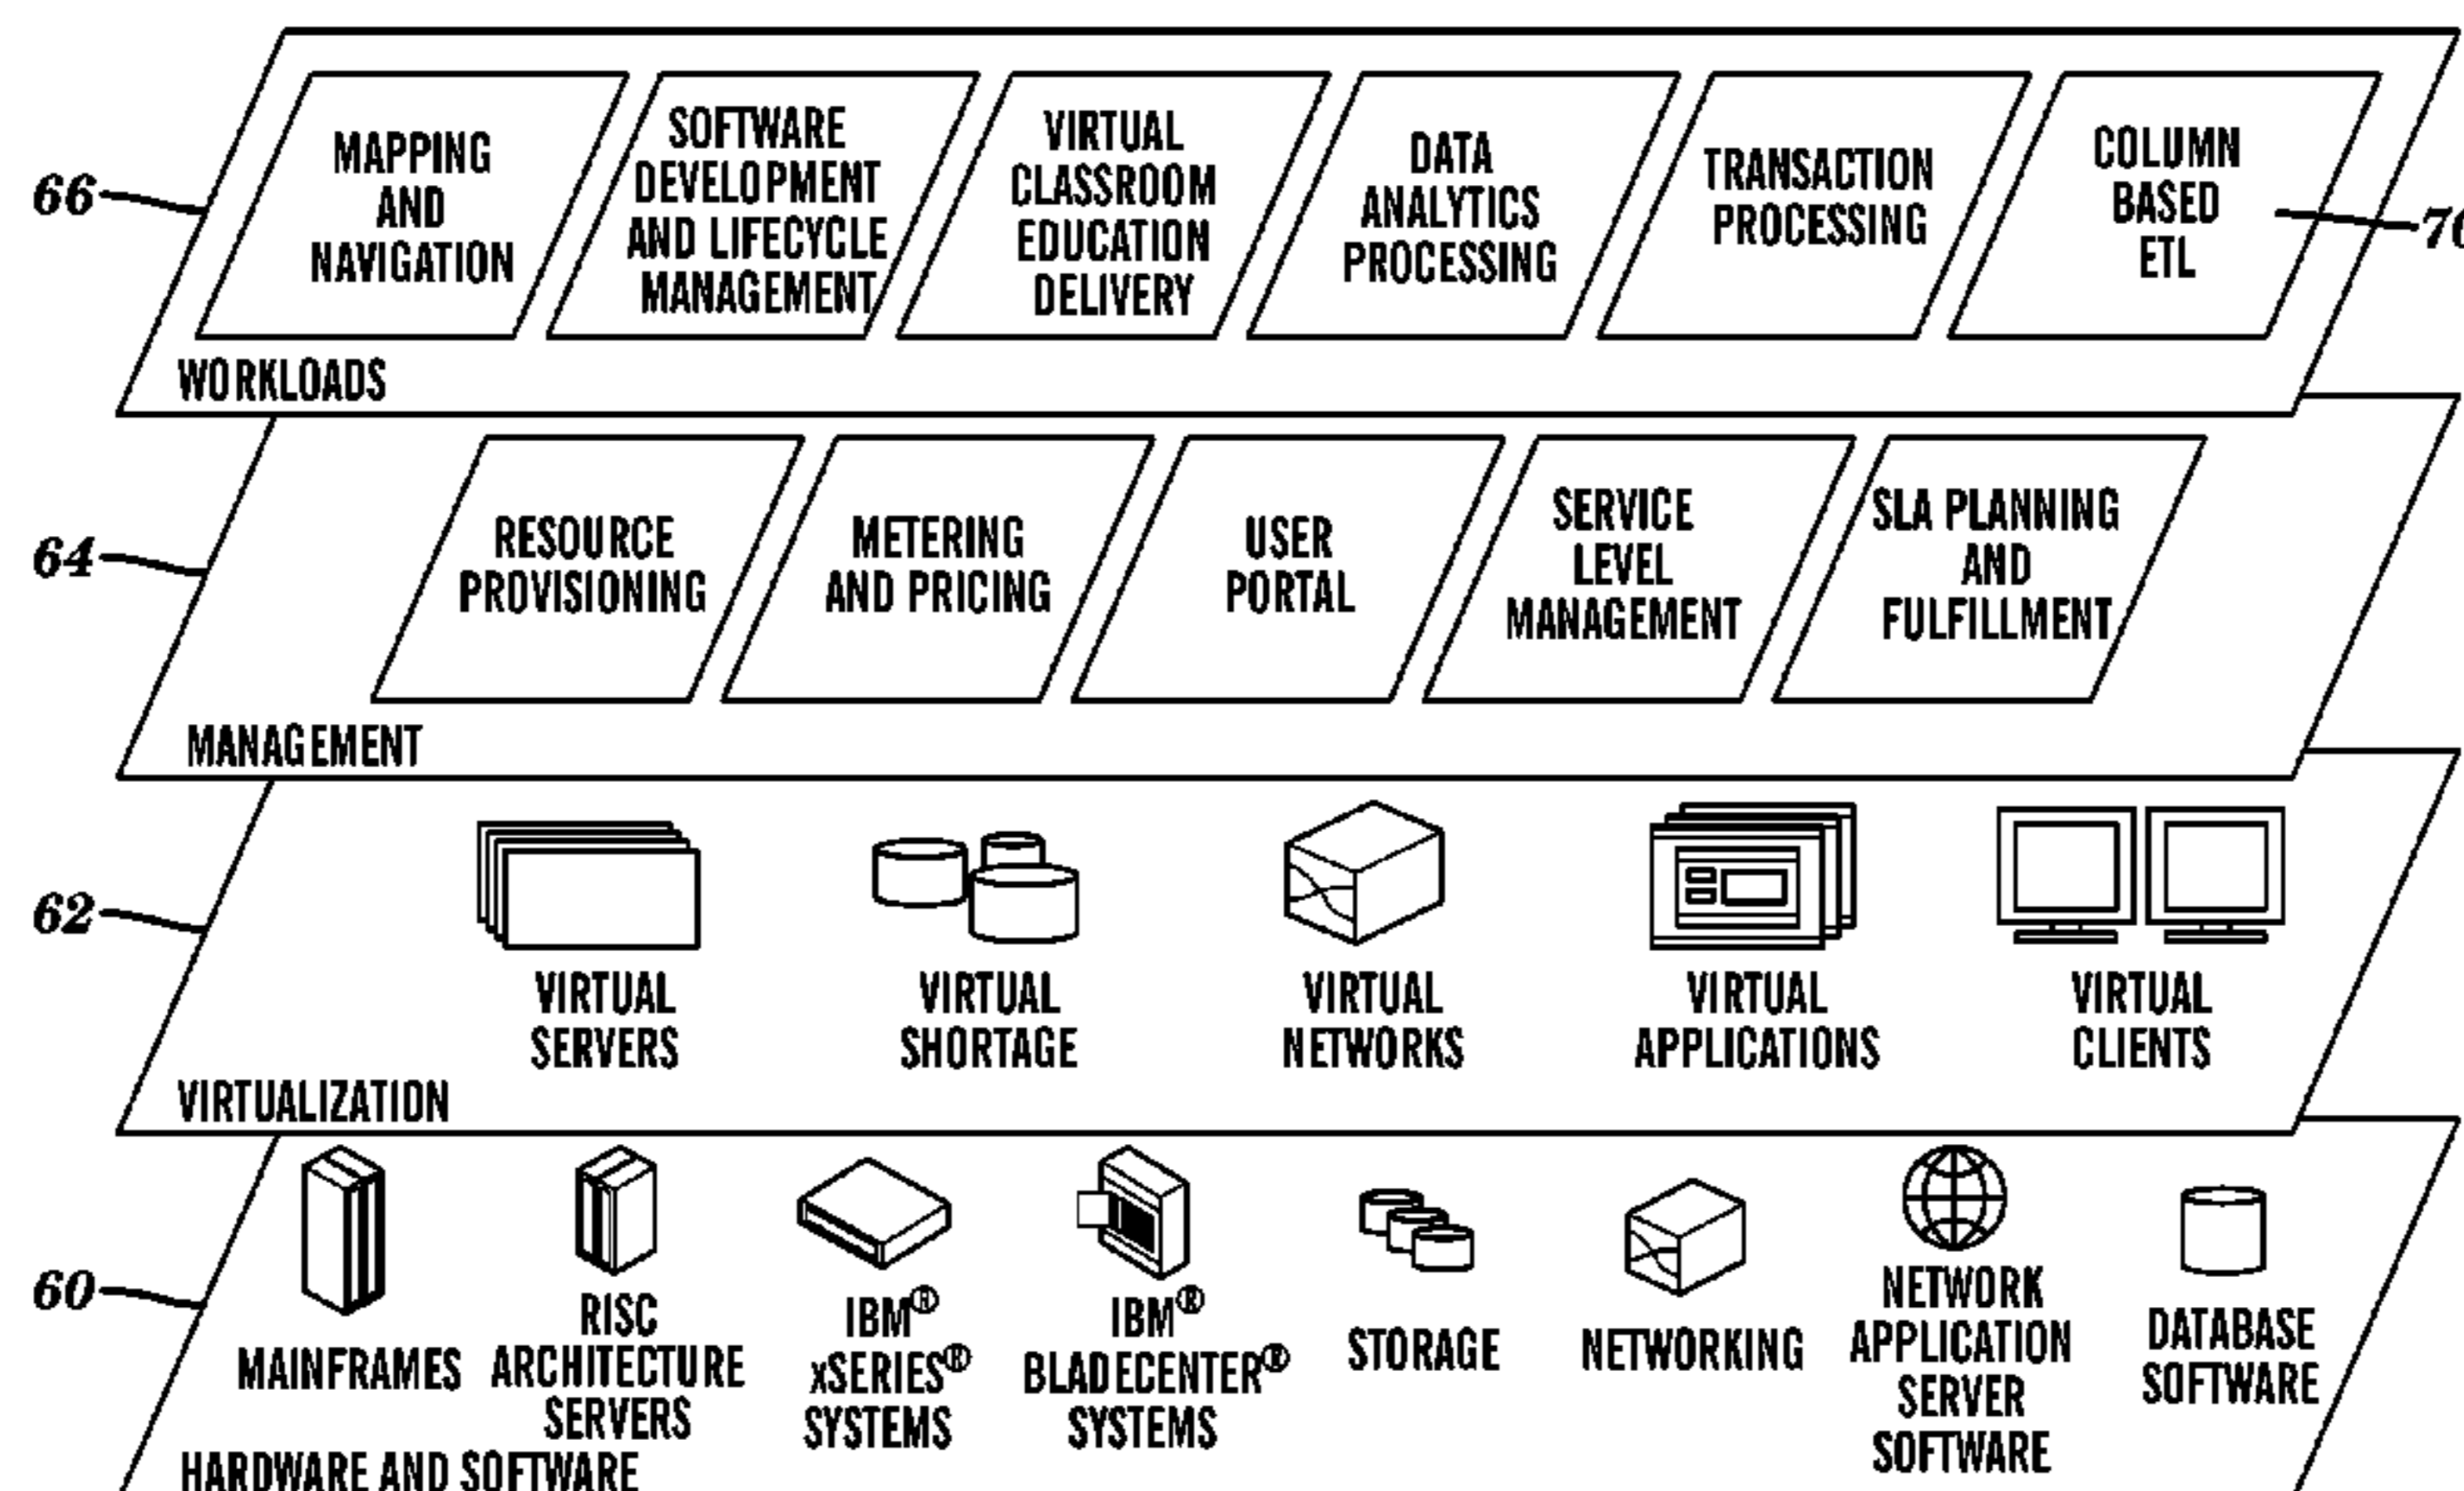 MAPPING
AND
NAVIGATION
SOFTWARE
DEVELOPMENT
AND LIFECYCLE
MANAGEMENT
VIRTUAL
CLASSROOM
EDUCATION
DELIVERY
DATA
ANALYTICS
PROCESSING
TRANSACTION
PROCESSING
COLUMN
BASED
ETL
66
WORKLOADS
RESOURCE
PROVISIONING
METERING
AND PRICING
USER
PORTAL
SERVICE
LEVEL
MANAGEMENT
SLA PLANNING
AND
FULFILLMENT
64
MANAGEMENT
62
VIRTUAL
SERVERS
VIRTUAL
SHORTAGE
VIRTUAL
NETWORKS
VIRTUAL
APPLICATIONS
VIRTUAL
CLIENTS
VIRTUALIZATION
60
MAINFRAMES
RISC
ARCHITECTURE
SERVERS
IBM®
xSERIES®
SYSTEMS
IBM®
BLADECENTER®
SYSTEMS
STORAGE
NETWORKING
NETWORK
APPLICATION
SERVER
SOFTWARE
DATABASE
SOFTWARE
HARDWARE AND SOFTWARE